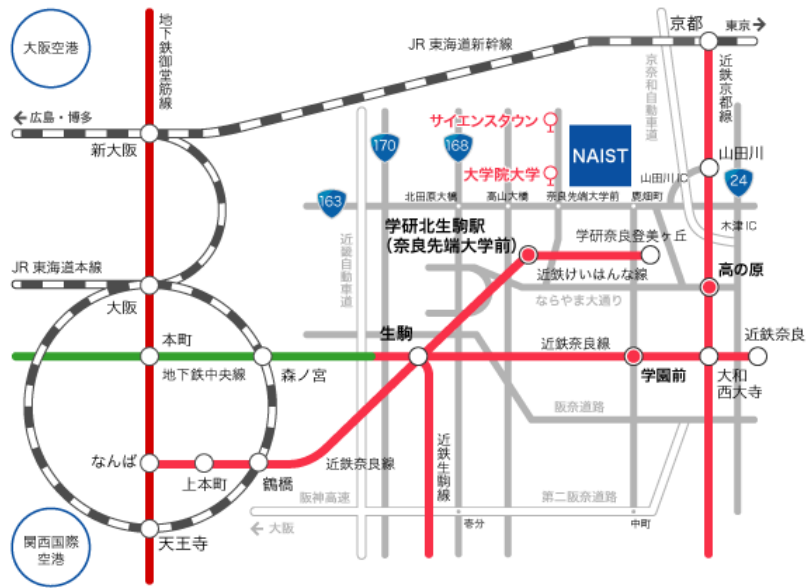 大阪空港
地下鉄御堂筋線
京都
東京
JR 東海道新幹線
京奈和自動車道
近鉄京都線
広島・博多
新大阪
サイエンスタウン
170
168
NAIST
大学院大学
山田川
山田川IC
24
163
北田原大橋
高山大橋
奈良先端大学前
鹿畑町
木津IC
学研北生駒駅
(奈良先端大学前)
学研奈良登美ヶ丘
近畿自動車道
JR 東海道本線
近鉄けいはんな線
高の原
ならやま大通り
大阪
本町
生駒
近鉄奈良線
近鉄奈良
地下鉄中央線
森ノ宮
学園前
大和
西大寺
阪奈道路
なんば
上本町
鶴橋
近鉄奈良線
近鉄生駒線
阪神高速
第二阪奈道路
大阪
壱分
中町
関西国際
空港
天王寺